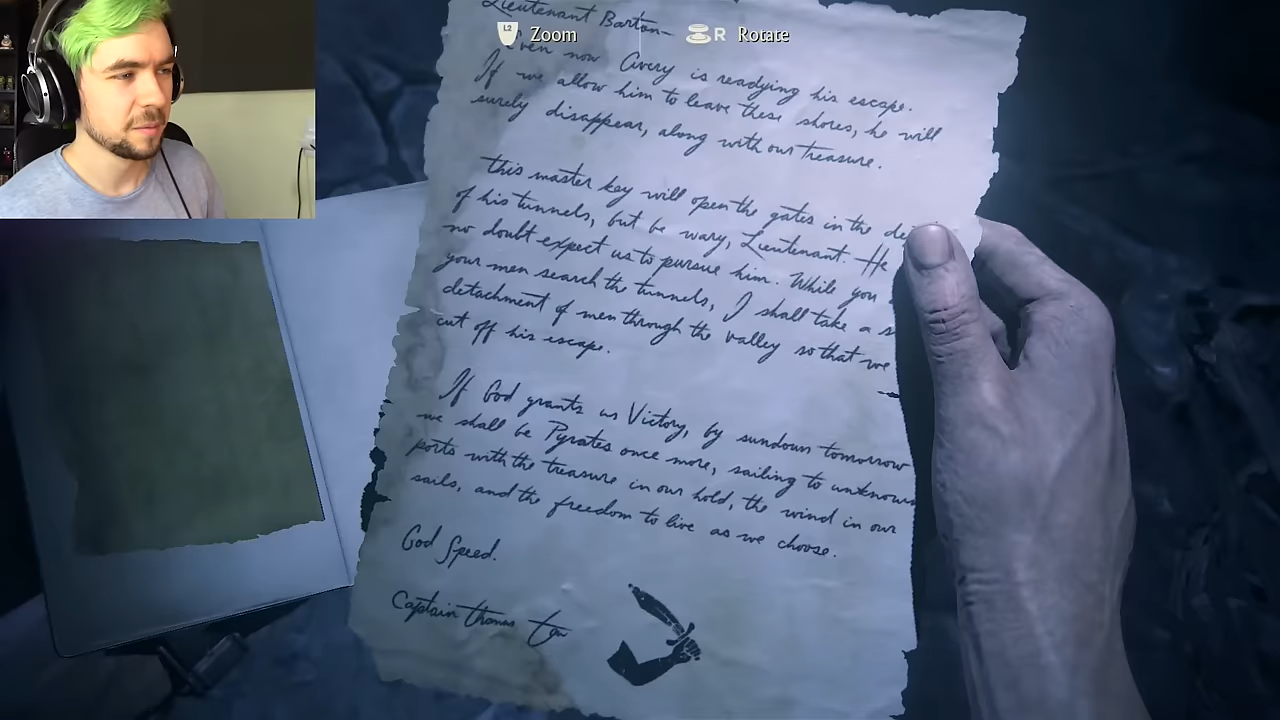 L2 Zoom R Rotate
Lieutenant Barton-
Even now Avery is readying his escape.
If we allow him to leave these shores, he will
surely disappear, along with our treasure.
this master key will open the gates in the
of his tunnels, but be wary, Lieutenant. He
no doubt expect us to pursue him. While you
your men search the tunnels, I shall take a
detachment of men through the valley so that we
cut off his escape.
If God grants us Victory, by sundown tomorrow
we shall be Pyrates once more, sailing to unknown
ports with the treasure in our hold, the wind in our
sails, and the freedom to live as we choose.
God Speed.
Captain Thomas Tew